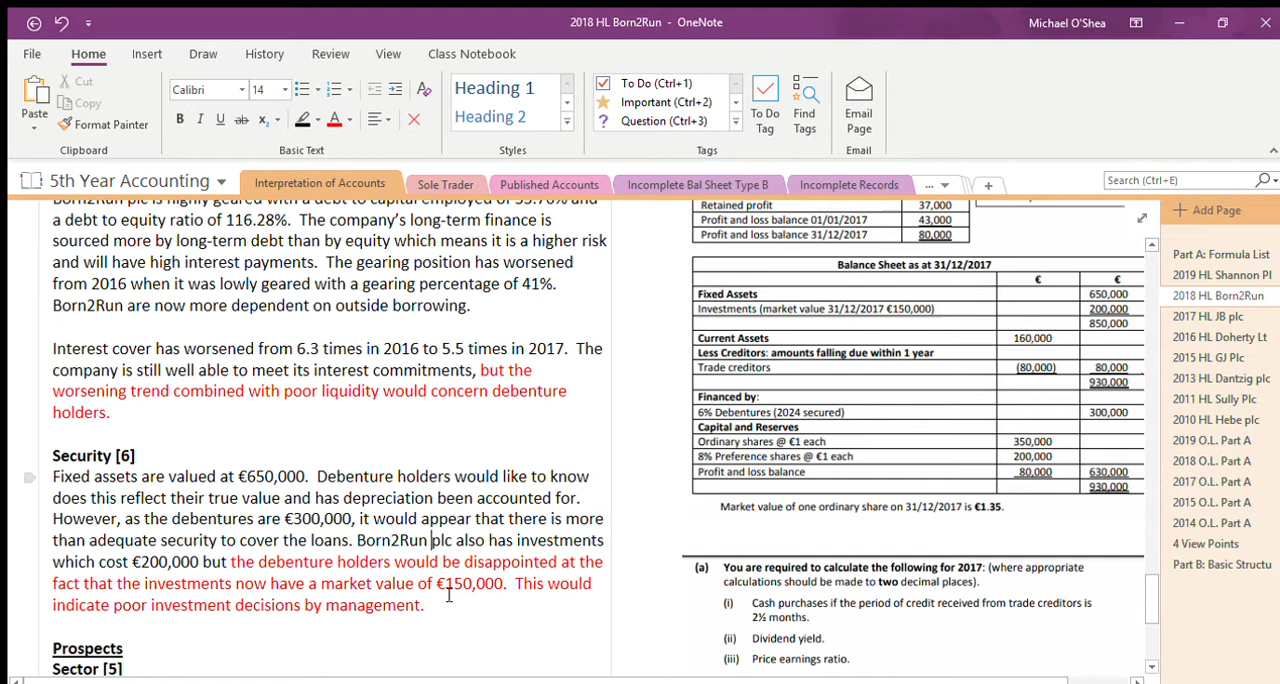 2018 HL Born2Run - OneNote
Michael O'Shea
File Home Insert Draw History Review View Class Notebook
Paste
Cut
Copy
Format Painter
Clipboard
Calibri 14
B I U ab x₂ A
Basic Text
Heading 1
Heading 2
Styles
To Do (Ctrl+1)
Important (Ctrl+2)
Question (Ctrl+3)
To Do Tag
Find Tags
Tags
Email Page
Email
5th Year Accounting
Interpretation of Accounts
Sole Trader
Published Accounts
Incomplete Bal Sheet Type B
Incomplete Records
...
Search (Ctrl+E)
a debt to equity ratio of 116.28%. The company's long-term finance is
sourced more by long-term debt than by equity which means it is a higher risk
and will have high interest payments. The gearing position has worsened
from 2016 when it was lowly geared with a gearing percentage of 41%.
Born2Run are now more dependent on outside borrowing.
Interest cover has worsened from 6.3 times in 2016 to 5.5 times in 2017. The
company is still well able to meet its interest commitments, but the
worsening trend combined with poor liquidity would concern debenture
holders.
Security [6]
Fixed assets are valued at €650,000. Debenture holders would like to know
does this reflect their true value and has depreciation been accounted for.
However, as the debentures are €300,000, it would appear that there is more
than adequate security to cover the loans. Born2Run plc also has investments
which cost €200,000 but the debenture holders would be disappointed at the
fact that the investments now have a market value of €150,000. This would
indicate poor investment decisions by management.
Prospects
Sector [5]
Retained profit 37,000
Profit and loss balance 01/01/2017 43,000
Profit and loss balance 31/12/2017 80,000
Balance Sheet as at 31/12/2017
€ €
Fixed Assets 650,000
Investments (market value 31/12/2017 €150,000) 200,000
850,000
Current Assets 160,000
Less Creditors: amounts falling due within 1 year
Trade creditors (80,000) 80,000
930,000
Financed by:
6% Debentures (2024 secured) 300,000
Capital and Reserves
Ordinary shares @ €1 each 350,000
8% Preference shares @ €1 each 200,000
Profit and loss balance 80,000 630,000
930,000
Market value of one ordinary share on 31/12/2017 is €1.35.
(a) You are required to calculate the following for 2017: (where appropriate
calculations should be made to two decimal places).
(i) Cash purchases if the period of credit received from trade creditors is
2½ months.
(ii) Dividend yield.
(iii) Price earnings ratio.
Add Page
Part A: Formula List
2019 HL Shannon Pl
2018 HL Born2Run
2017 HL JB plc
2016 HL Doherty Lt
2015 HL GJ Plc
2013 HL Dantzig plc
2011 HL Sully Plc
2010 HL Hebe plc
2019 O.L. Part A
2018 O.L. Part A
2017 O.L. Part A
2015 O.L. Part A
2014 O.L. Part A
4 View Points
Part B: Basic Structu